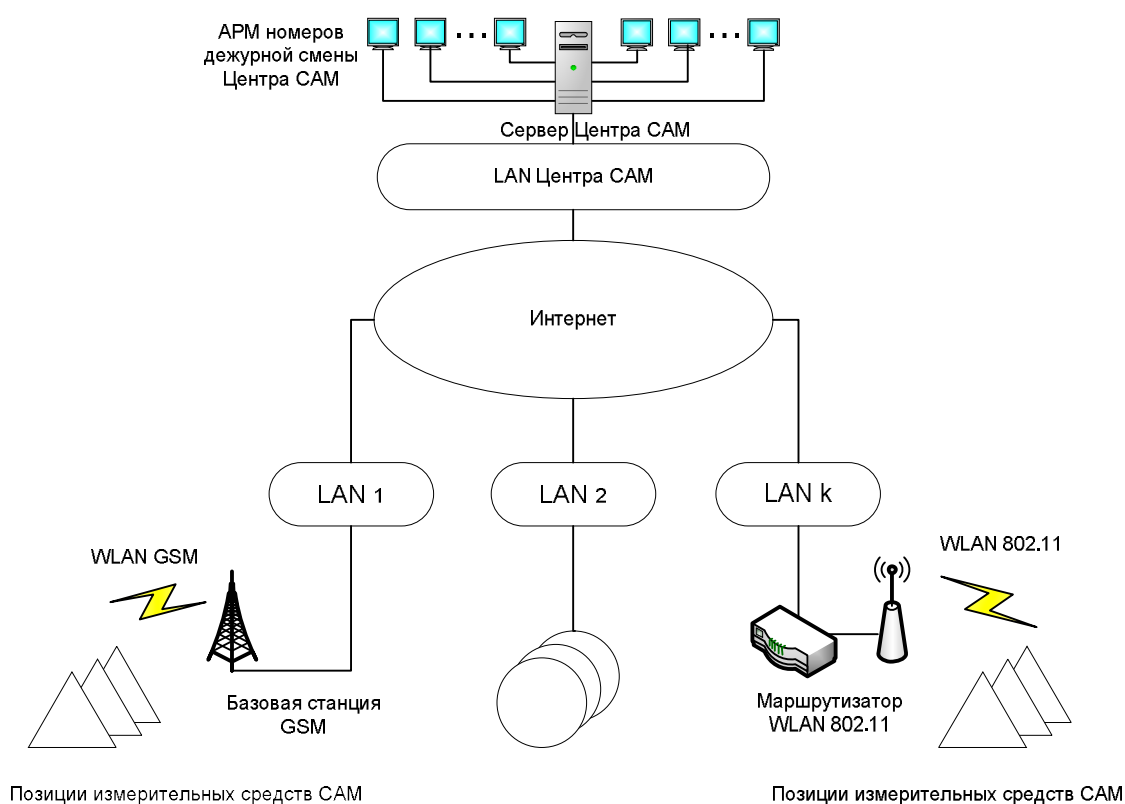 АРМ номеров
дежурной смены
Центра САМ
Сервер Центра САМ
LAN Центра САМ
Интернет
LAN 1
LAN 2
LAN k
WLAN GSM
WLAN 802.11
Базовая станция
GSM
Маршрутизатор
WLAN 802.11
Позиции измерительных средств САМ
Позиции измерительных средств САМ